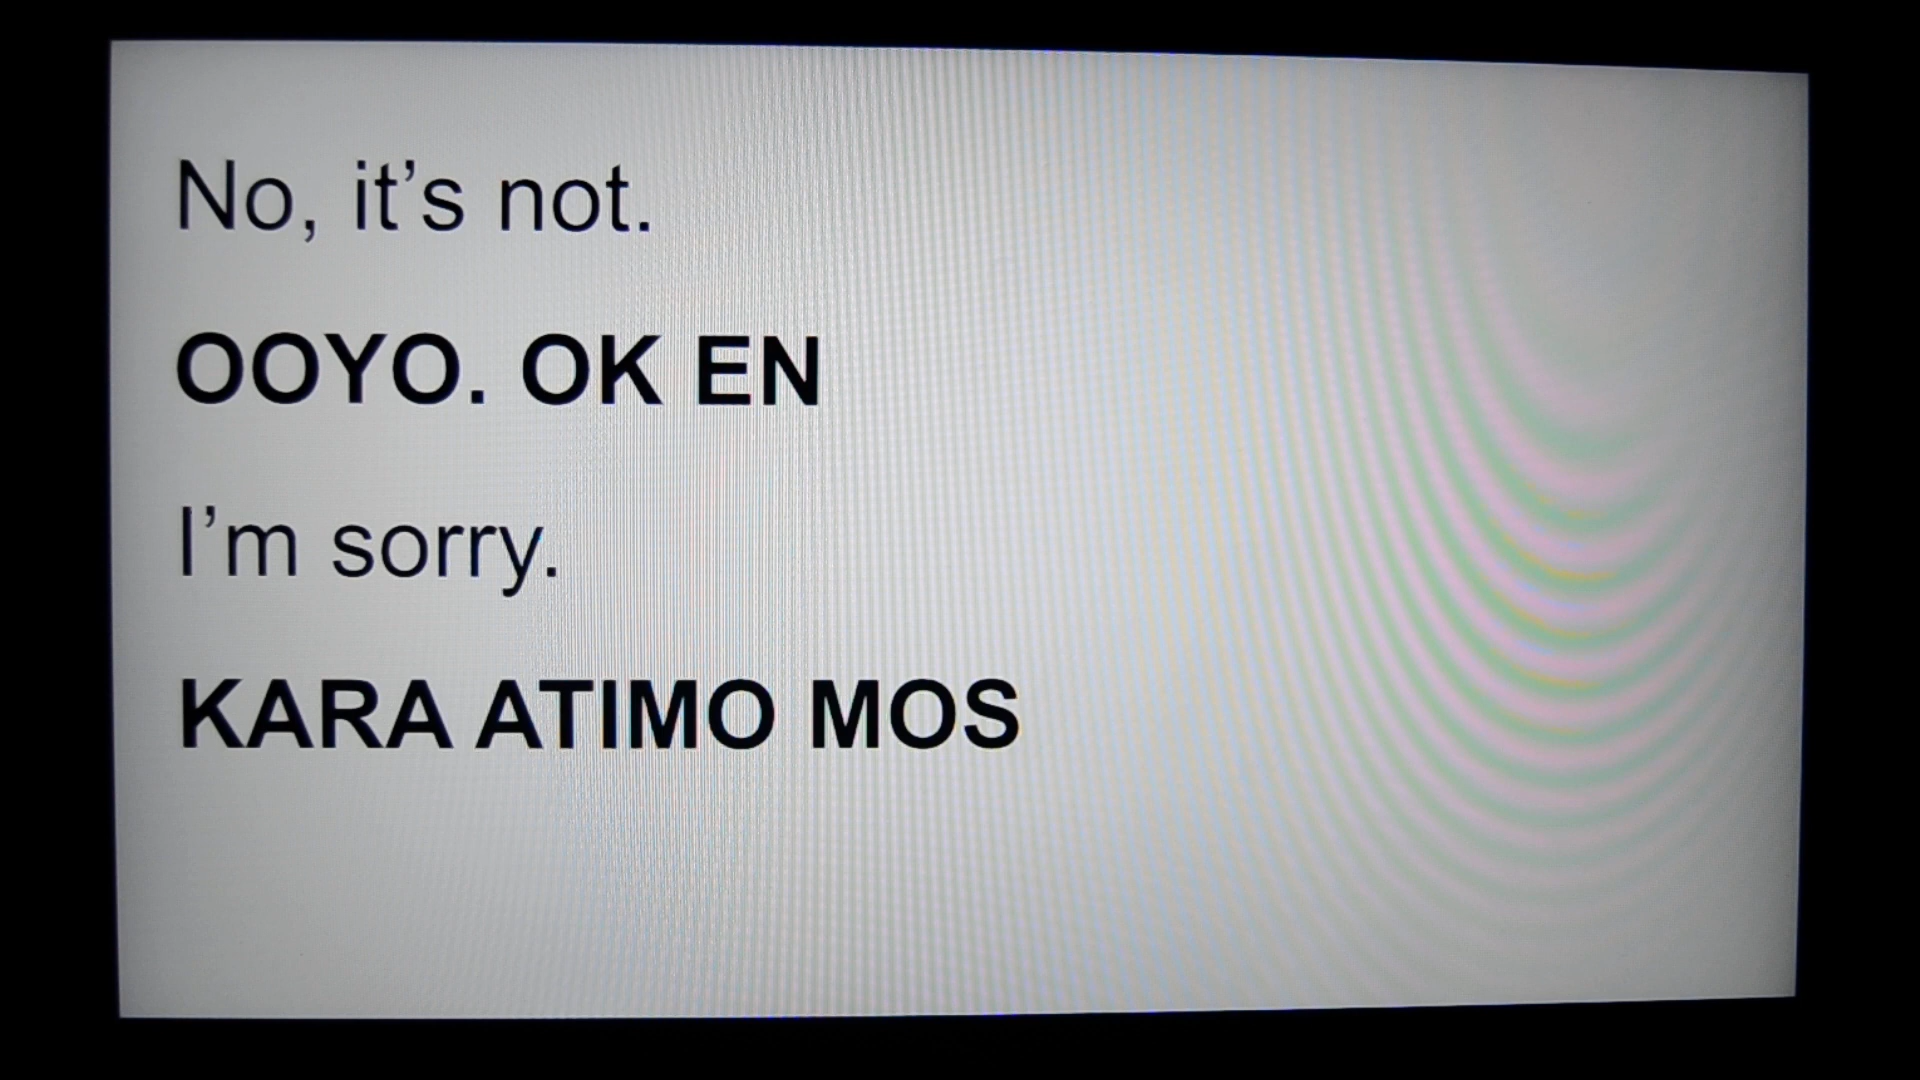 No, it’s not.
OOYO. OK EN
I’m sorry.
KARA ATIMO MOS